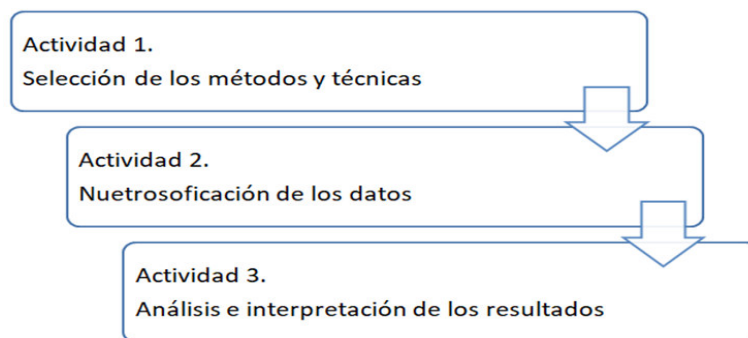 Actividad 1.
Selección de los métodos y técnicas
Actividad 2.
Nuetrosoficación de los datos
Actividad 3.
Análisis e interpretación de los resultados